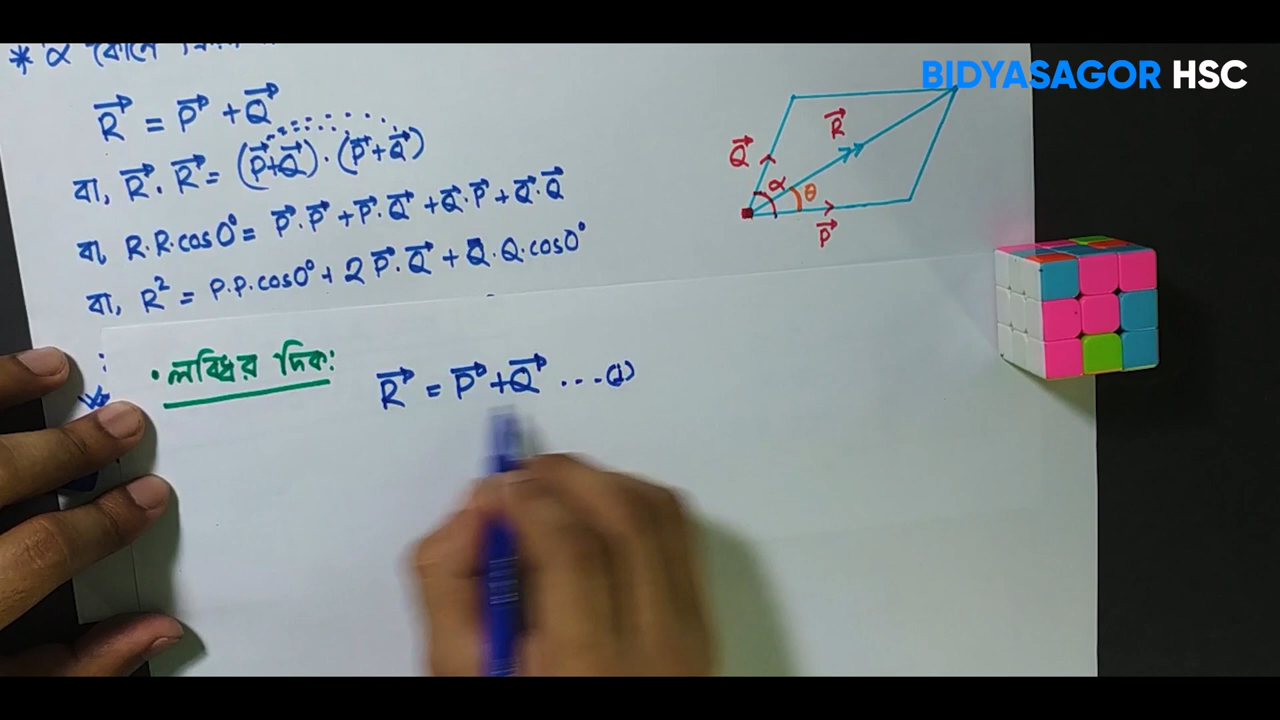 * α কোণে
BIDYASAGOR HSC
R⃗ = P⃗ + Q⃗
বা, R⃗ . R⃗ = (P⃗+Q⃗) . (P⃗+Q⃗)
বা, R.R.cos0° = P⃗.P⃗ + P⃗.Q⃗ + Q⃗.P⃗ + Q⃗.Q⃗
বা, R² = P.P.cos0° + 2P⃗.Q⃗ + Q.Q.cos0°
Q⃗
R⃗
α
θ
P⃗
• লব্ধির দিক:
R⃗ = P⃗ + Q⃗ ...(1)